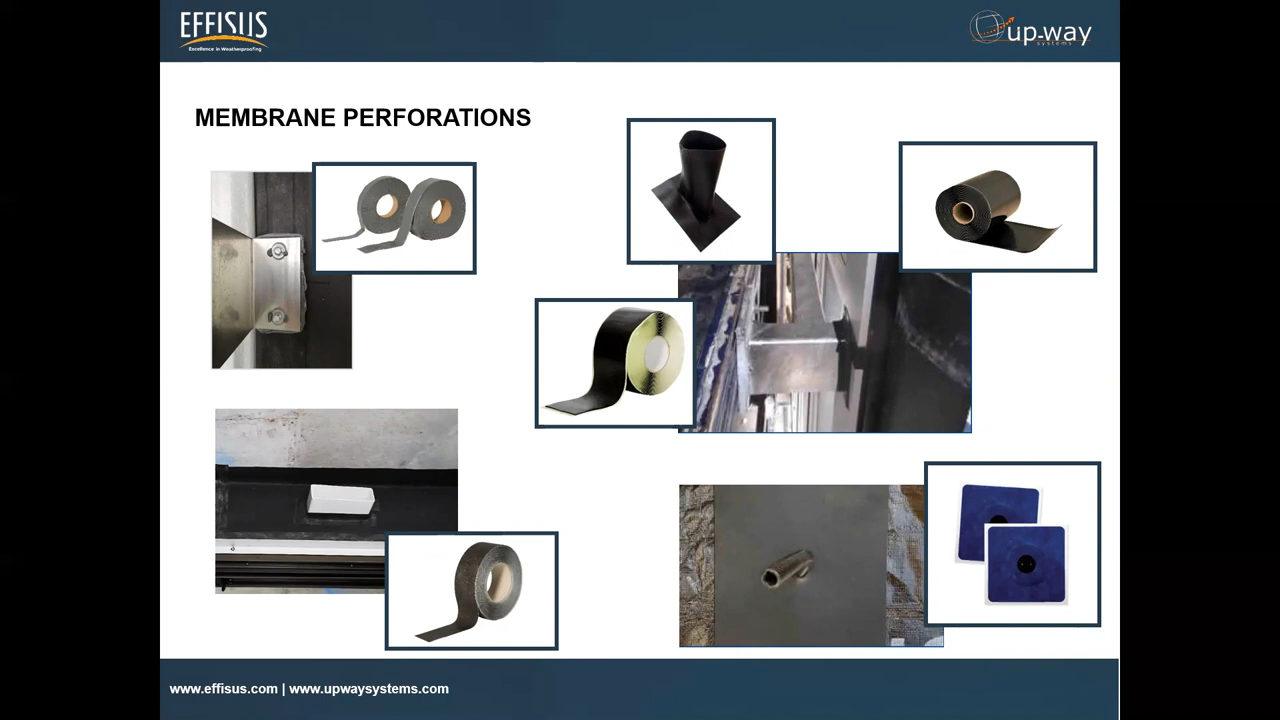 EFFISUS
Excellence in Weatherproofing
up-way
systems
MEMBRANE PERFORATIONS
www.effisus.com | www.upwaysystems.com